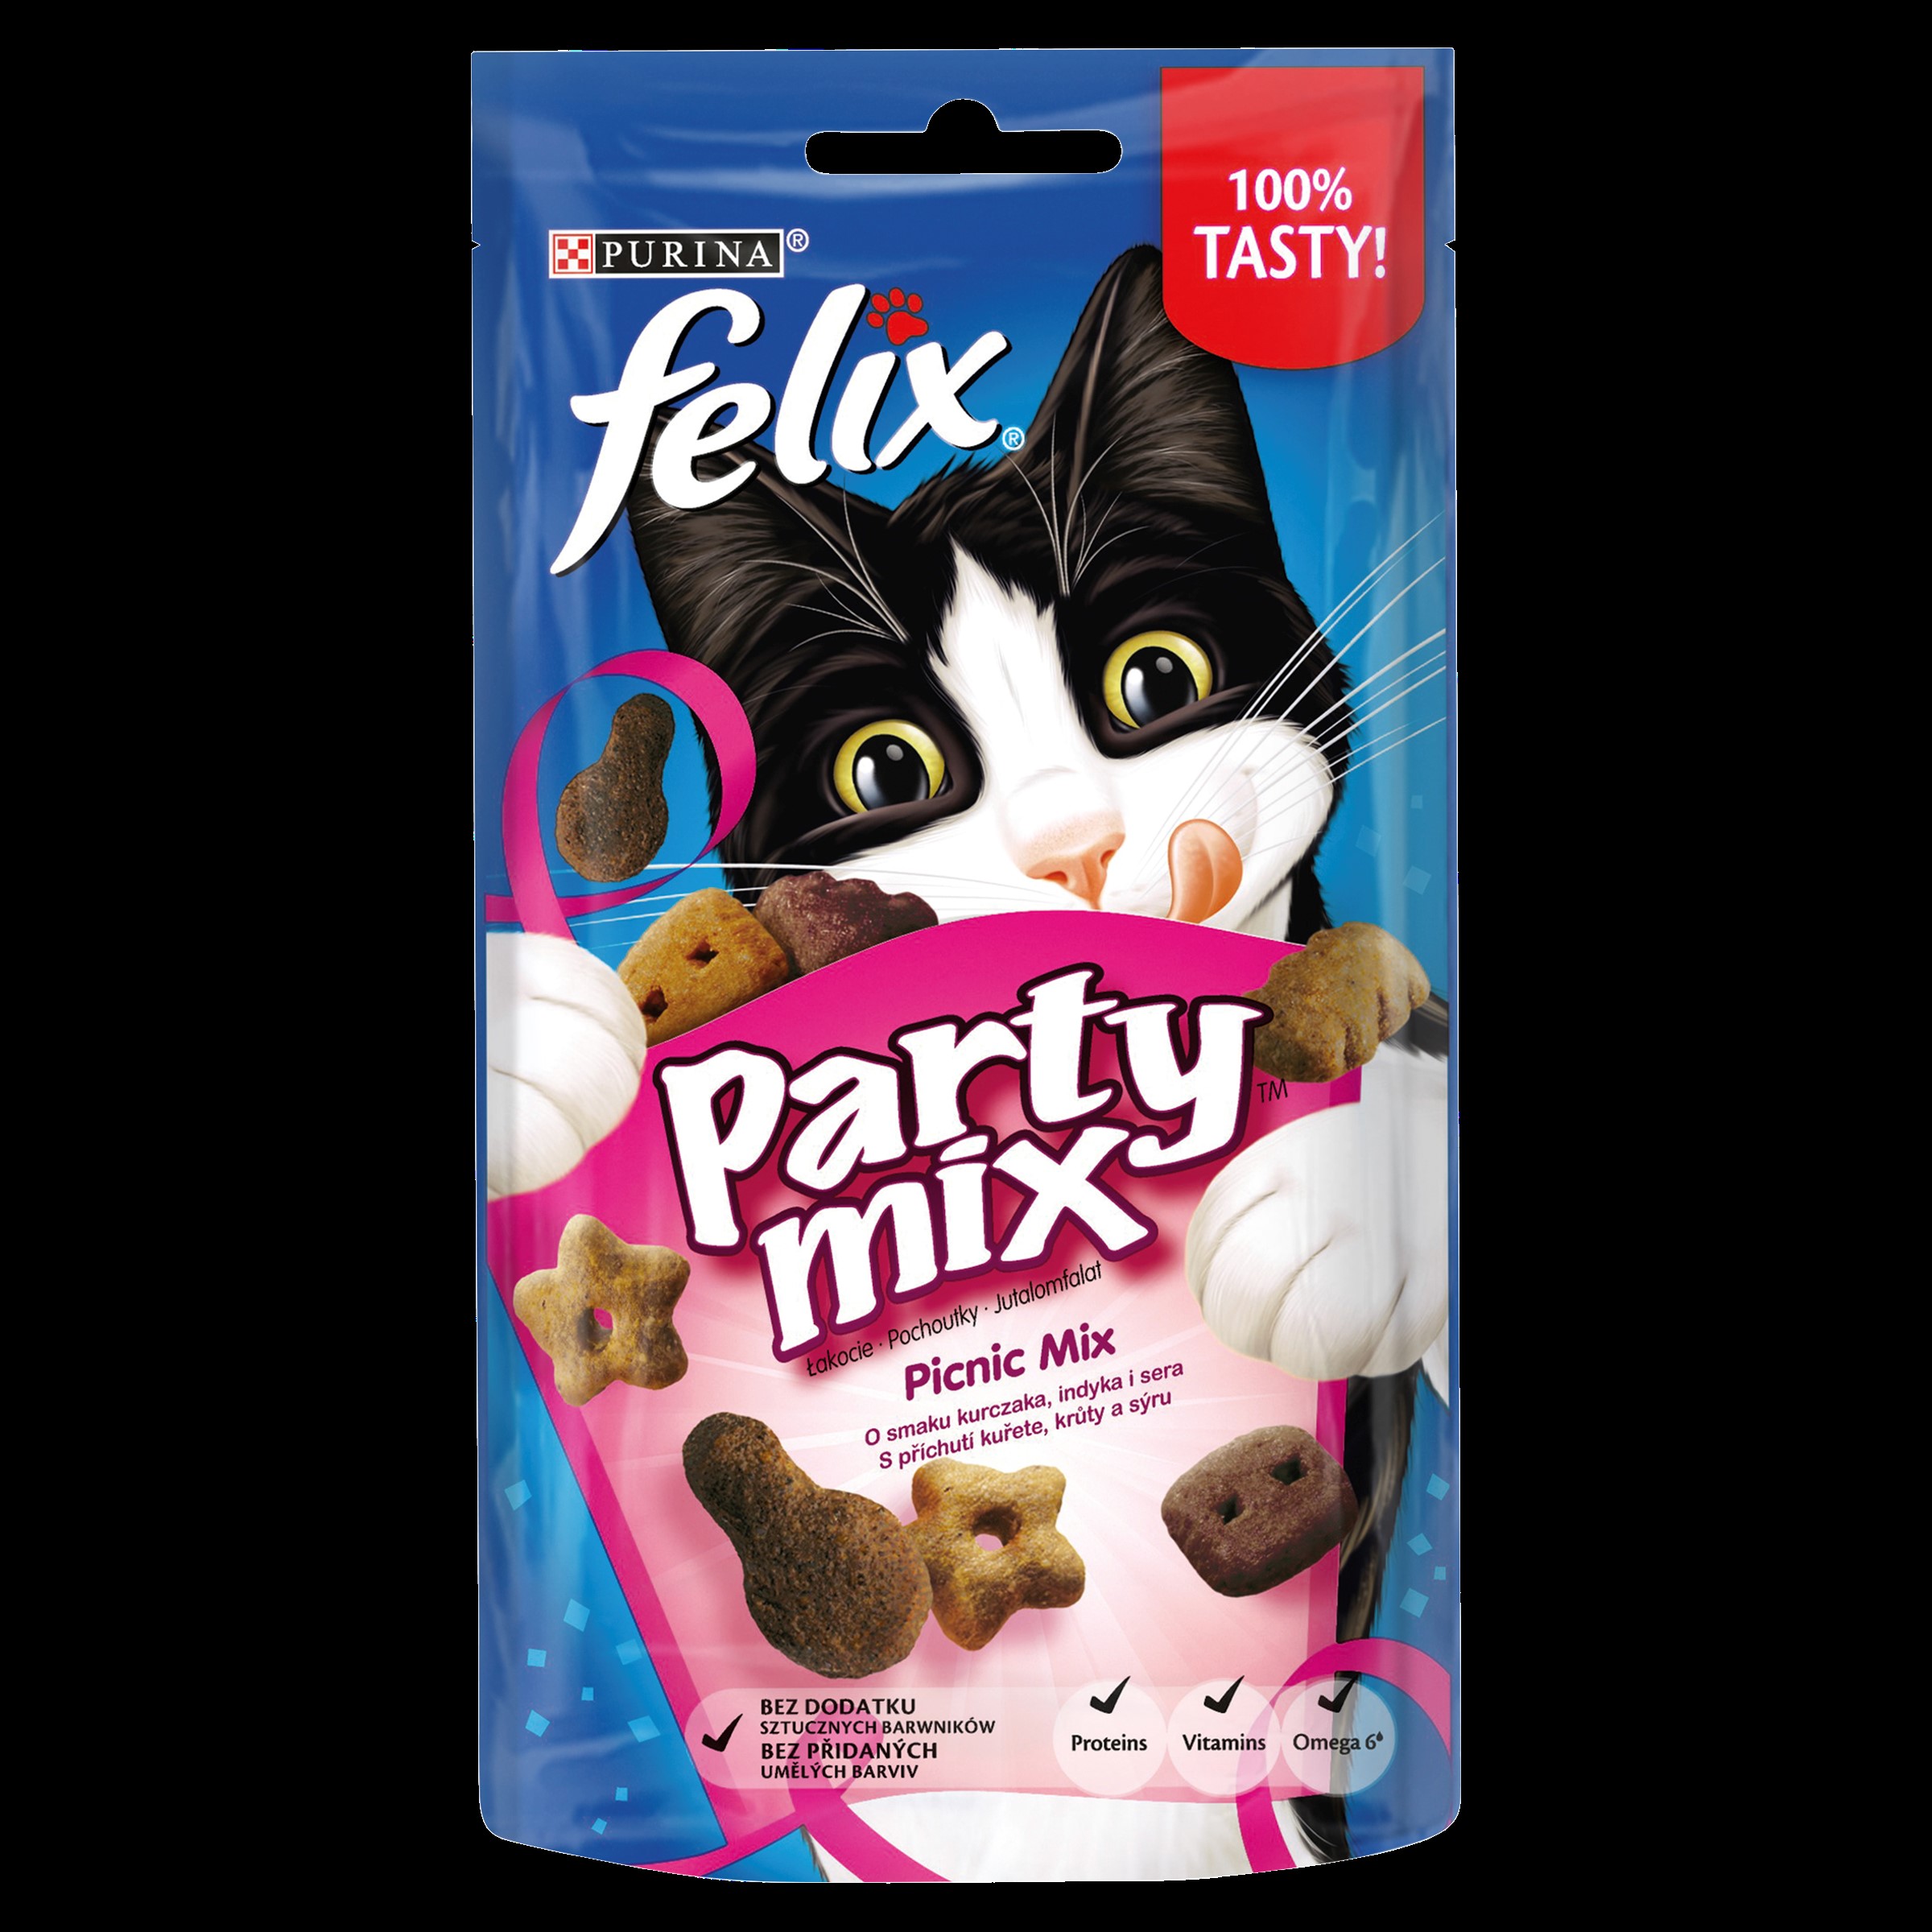 100%
TASTY!
PURINA®
felix®
Party
mix™
Łakocie · Pochoutky · Jutalomfalat
Picnic Mix
O smaku kurczaka, indyka i sera
S příchutí kuřete, krůty a sýru
BEZ DODATKU
SZTUCZNYCH BARWNIKÓW
BEZ PŘIDANÝCH
UMĚLÝCH BARVIV
Proteins
Vitamins
Omega 6